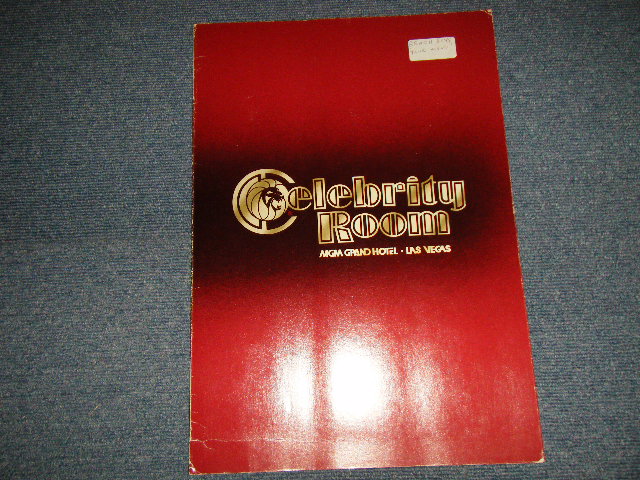 Celebrity
Room
MGM GRAND HOTEL · LAS VEGAS